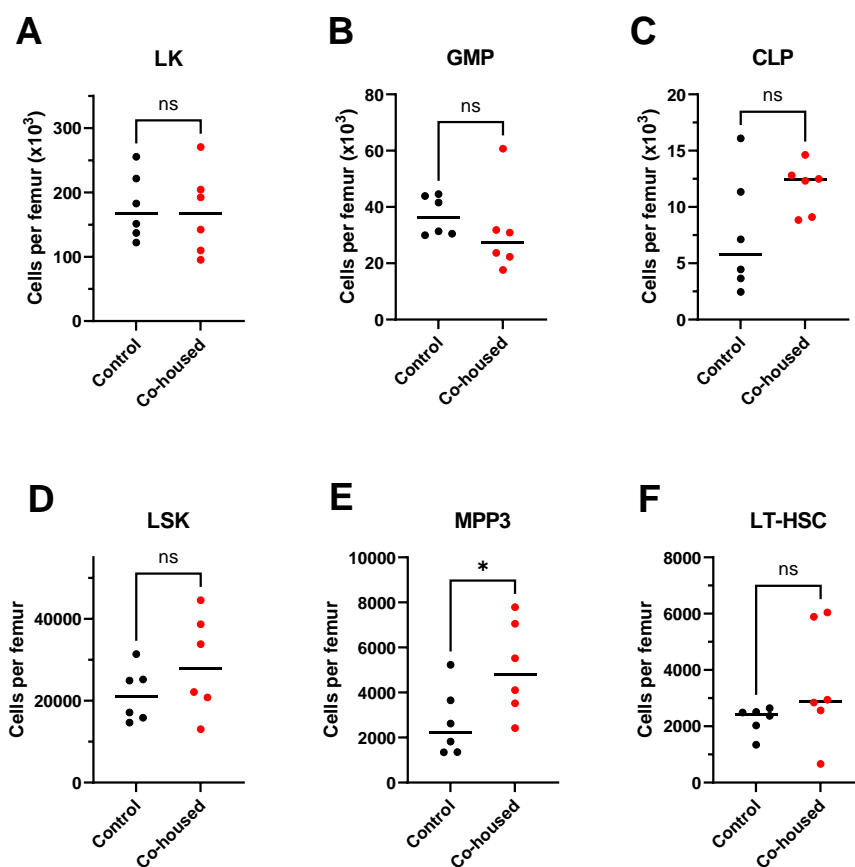 A
LK
ns
Cells per femur (x10³)
300
200
100
0
Control
Co-housed
B
GMP
ns
Cells per femur (x10³)
80
60
40
20
0
Control
Co-housed
C
CLP
ns
Cells per femur (x10³)
20
15
10
5
0
Control
Co-housed
D
LSK
ns
Cells per femur
40000
20000
0
Control
Co-housed
E
MPP3
*
Cells per femur
10000
8000
6000
4000
2000
0
Control
Co-housed
F
LT-HSC
ns
Cells per femur
8000
6000
4000
2000
0
Control
Co-housed